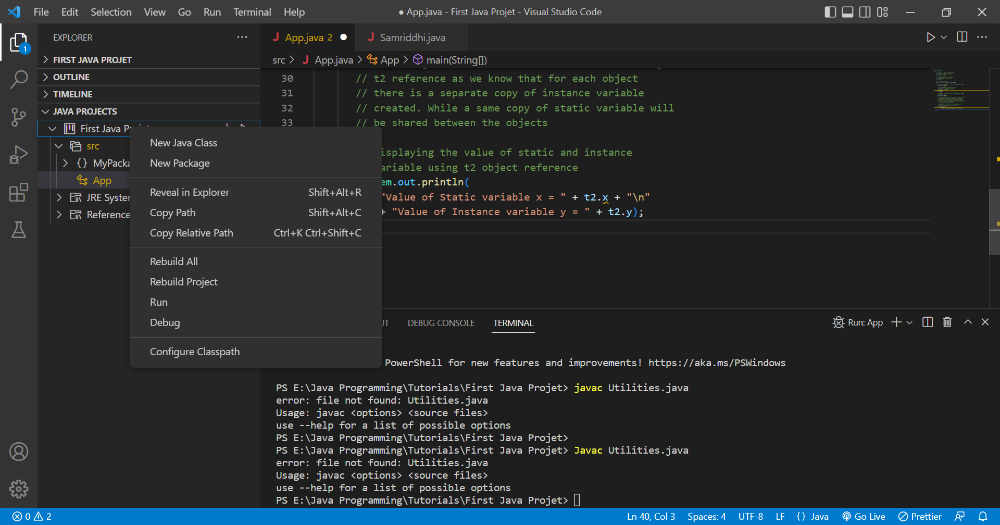 File Edit Selection View Go Run Terminal Help
● App.java - First Java Projet - Visual Studio Code
1
EXPLORER
FIRST JAVA PROJET
OUTLINE
TIMELINE
JAVA PROJECTS
First Java
src
App
JRE
New Java Class
New Package
Reveal in Explorer Shift+Alt+R
Copy Path Shift+Alt+C
Copy Relative Path Ctrl+K Ctrl+Shift+C
Rebuild All
Rebuild Project
Run
Debug
Configure Classpath
App.java 2 ●
Samriddhi.java
src > App.java > App > main(String[])
30 // t2 reference as we know that for each object
31 // there is a separate copy of instance variable
32 // created. While a same copy of static variable will
33 // be shared between the objects
isplaying the value of static and instance
ariable using t2 object reference
em.out.println(
"Value of Static variable x = " + t2.x + "\n"
+ "Value of Instance variable y = " + t2.y);
DEBUG CONSOLE TERMINAL
Run: App
PowerShell for new features and improvements! https://aka.ms/PSWindows
PS E:\Java Programming\Tutorials\First Java Projet> javac Utilities.java
error: file not found: Utilities.java
Usage: javac <options> <source files>
use --help for a list of possible options
PS E:\Java Programming\Tutorials\First Java Projet>
PS E:\Java Programming\Tutorials\First Java Projet> Javac Utilities.java
error: file not found: Utilities.java
Usage: javac <options> <source files>
use --help for a list of possible options
PS E:\Java Programming\Tutorials\First Java Projet>
0 2
Ln 40, Col 3 Spaces: 4 UTF-8 LF {} Java Go Live Prettier